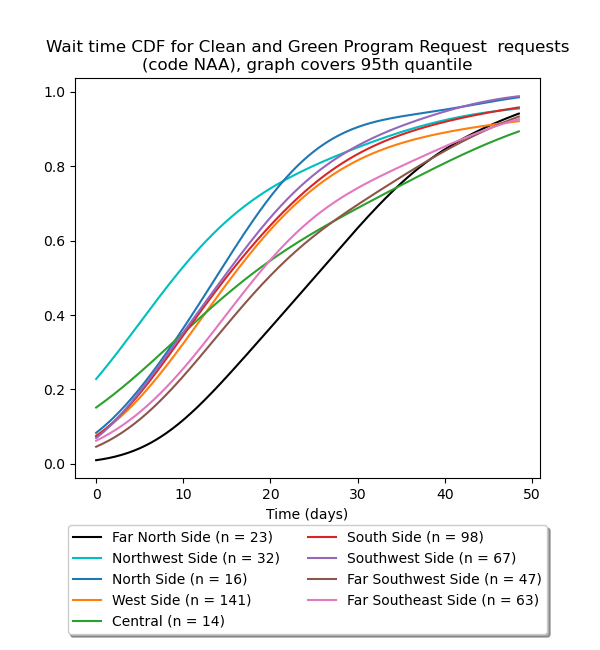 Wait time CDF for Clean and Green Program Request  requests
(code NAA), graph covers 95th quantile
1.0
0.8
0.6
0.4
0.2
0.0
0 10 20 30 40 50
Time (days)
Far North Side (n = 23)
Northwest Side (n = 32)
North Side (n = 16)
West Side (n = 141)
Central (n = 14)
South Side (n = 98)
Southwest Side (n = 67)
Far Southwest Side (n = 47)
Far Southeast Side (n = 63)